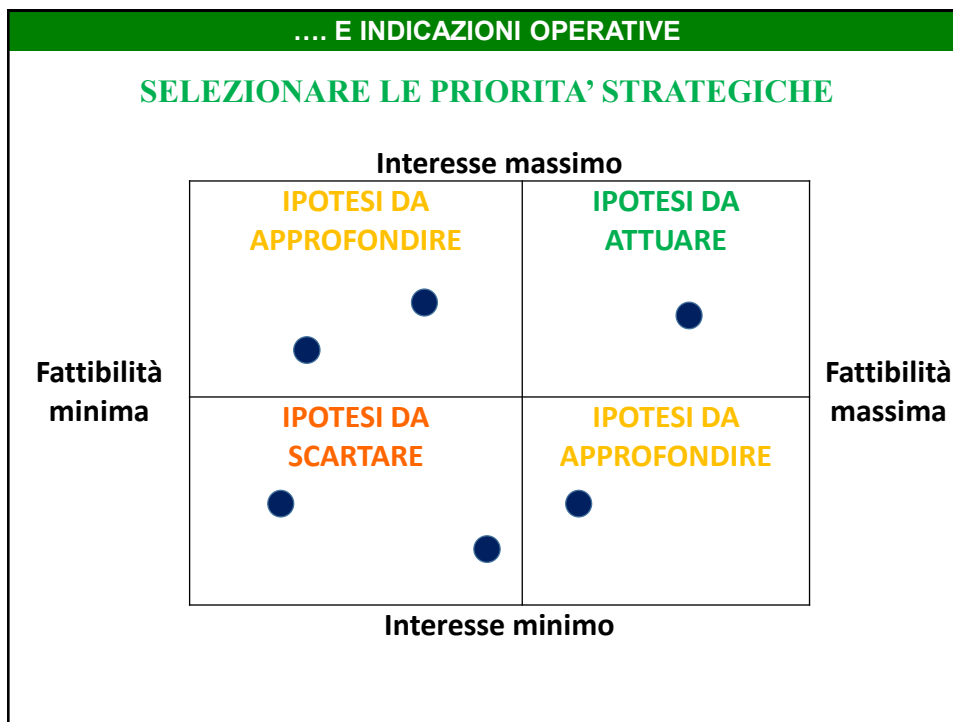 .... E INDICAZIONI OPERATIVE
SELEZIONARE LE PRIORITA’ STRATEGICHE
Interesse massimo
IPOTESI DA
APPROFONDIRE
IPOTESI DA
ATTUARE
Fattibilità
minima
Fattibilità
massima
IPOTESI DA
SCARTARE
IPOTESI DA
APPROFONDIRE
Interesse minimo